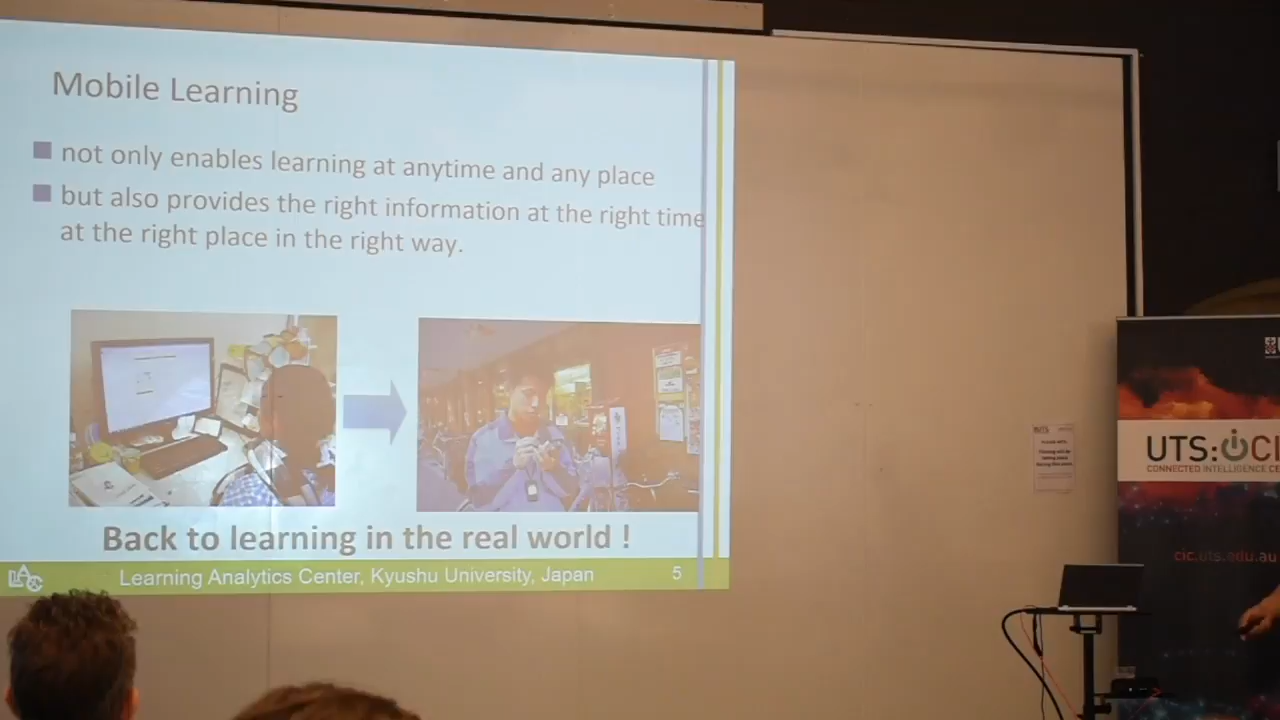 Mobile Learning
not only enables learning at anytime and any place
but also provides the right information at the right time
at the right place in the right way.
Back to learning in the real world !
Learning Analytics Center, Kyushu University, Japan 5
UTS:
CONNECTED INTELLIGENCE CE
cic.uts.edu.au